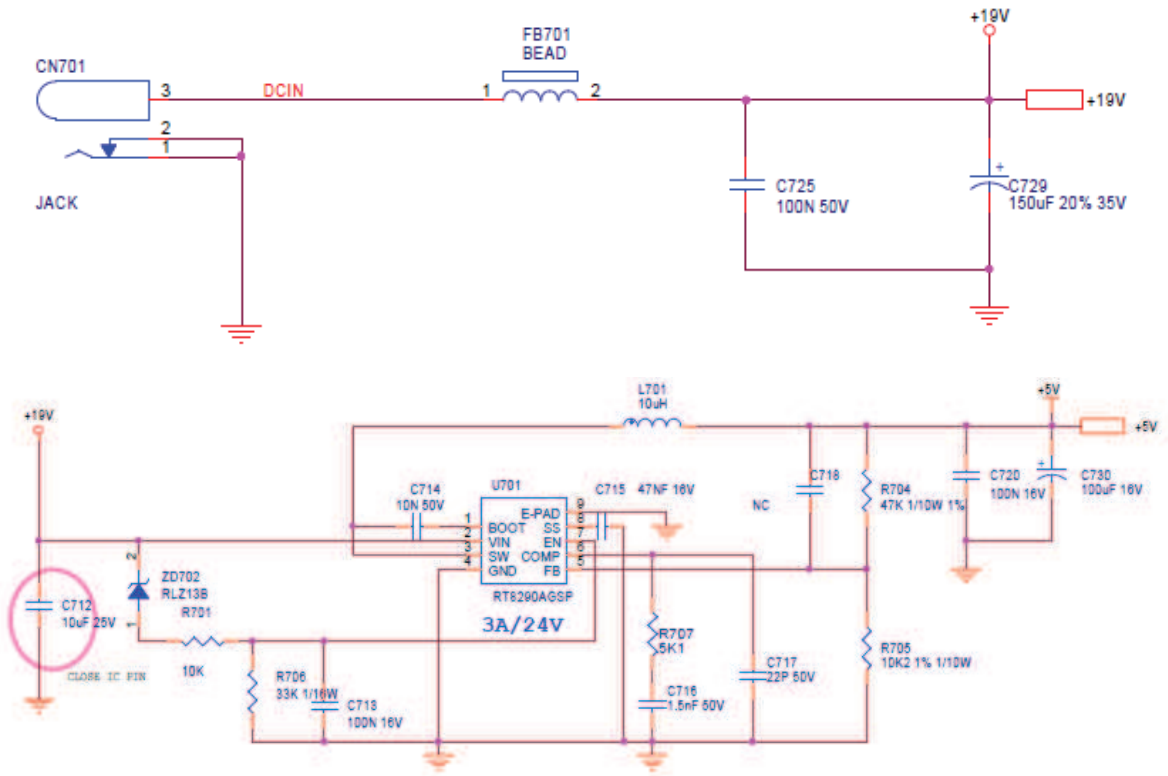 +19V
FB701
BEAD
CN701
3
DCIN
1
2
+19V
2
1
C725
100N 50V
+
C729
150uF 20% 35V
JACK
L701
10uH
+5V
+19V
+5V
C714
10N 50V
U701
C715
47NF 16V
C718
NC
R704
47K 1/10W 1%
C720
100N 16V
+
C730
100uF 16V
1
2
3
4
BOOT
VIN
SW
GND
E-PAD
SS
EN
COMP
FB
9
8
7
6
5
RT8290AGSP
3A/24V
2
ZD702
RLZ13B
1
C712
10uF 25V
R701
10K
CLOSE IC PIN
R706
33K 1/16W
C713
100N 16V
R707
5K1
C716
1.5nF 50V
C717
22P 50V
R705
10K2 1% 1/10W